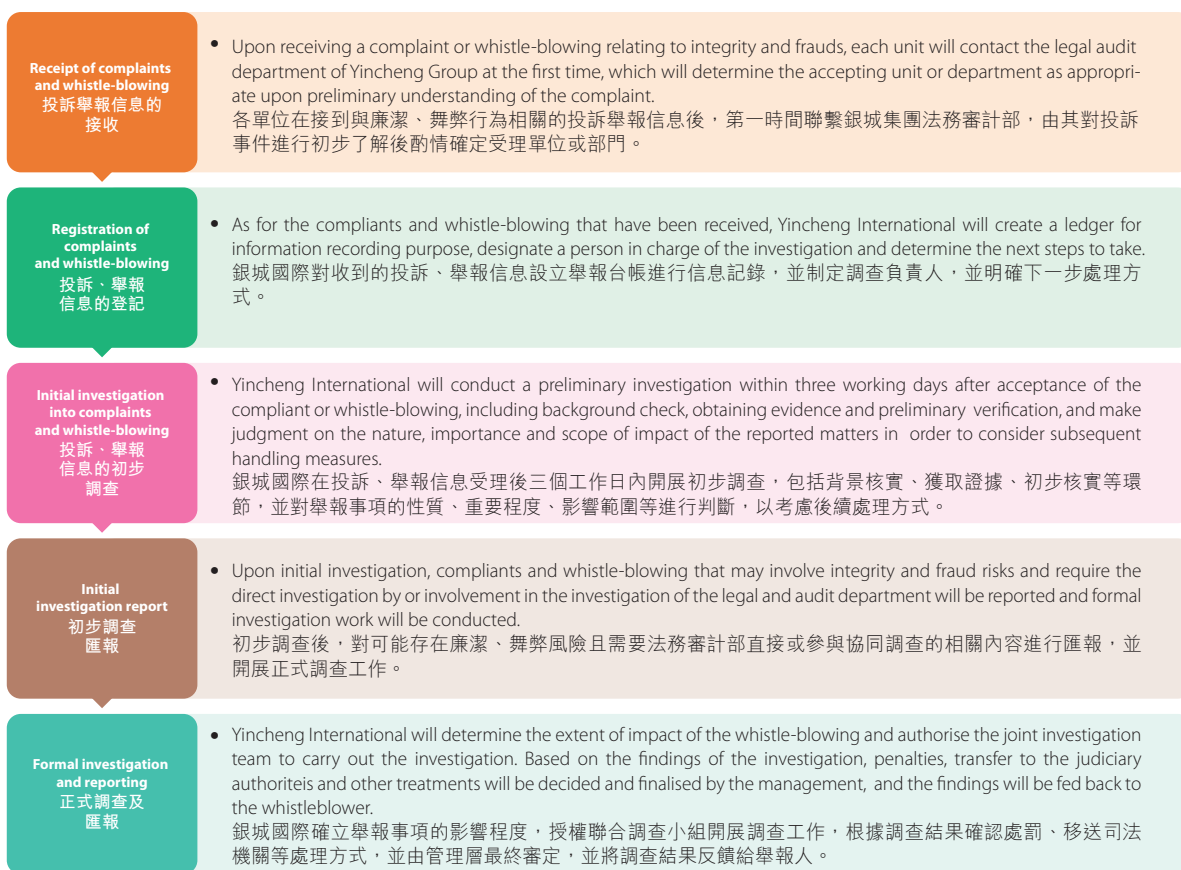 Receipt of complaints
and whistle-blowing
投訴舉報信息的
接收
• Upon receiving a complaint or whistle-blowing relating to integrity and frauds, each unit will contact the legal audit
department of Yincheng Group at the first time, which will determine the accepting unit or department as appropri-
ate upon preliminary understanding of the complaint.
各單位在接到與廉潔、舞弊行為相關的投訴舉報信息後，第一時間聯繫銀城集團法務審計部，由其對投訴
事件進行初步了解後酌情確定受理單位或部門。
Registration of
complaints
and whistle-blowing
投訴、舉報
信息的登記
• As for the compliants and whistle-blowing that have been received, Yincheng International will create a ledger for
information recording purpose, designate a person in charge of the investigation and determine the next steps to take.
銀城國際對收到的投訴、舉報信息設立舉報台帳進行信息記錄，並制定調查負責人，並明確下一步處理方
式。
Initial investigation
into complaints
and whistle-blowing
投訴、舉報
信息的初步
調查
• Yincheng International will conduct a preliminary investigation within three working days after acceptance of the
compliant or whistle-blowing, including background check, obtaining evidence and preliminary verification, and make
judgment on the nature, importance and scope of impact of the reported matters in order to consider subsequent
handling measures.
銀城國際在投訴、舉報信息受理後三個工作日內開展初步調查，包括背景核實、獲取證據、初步核實等環
節，並對舉報事項的性質、重要程度、影響範圍等進行判斷，以考慮後續處理方式。
Initial
investigation report
初步調查
匯報
• Upon initial investigation, compliants and whistle-blowing that may involve integrity and fraud risks and require the
direct investigation by or involvement in the investigation of the legal and audit department will be reported and formal
investigation work will be conducted.
初步調查後，對可能存在廉潔、舞弊風險且需要法務審計部直接或參與協同調查的相關內容進行匯報，並
開展正式調查工作。
Formal investigation
and reporting
正式調查及
匯報
• Yincheng International will determine the extent of impact of the whistle-blowing and authorise the joint investigation
team to carry out the investigation. Based on the findings of the investigation, penalties, transfer to the judiciary
authoriteis and other treatments will be decided and finalised by the management, and the findings will be fed back to
the whistleblower.
銀城國際確立舉報事項的影響程度，授權聯合調查小組開展調查工作，根據調查結果確認處罰、移送司法
機關等處理方式，並由管理層最終審定，並將調查結果反饋給舉報人。